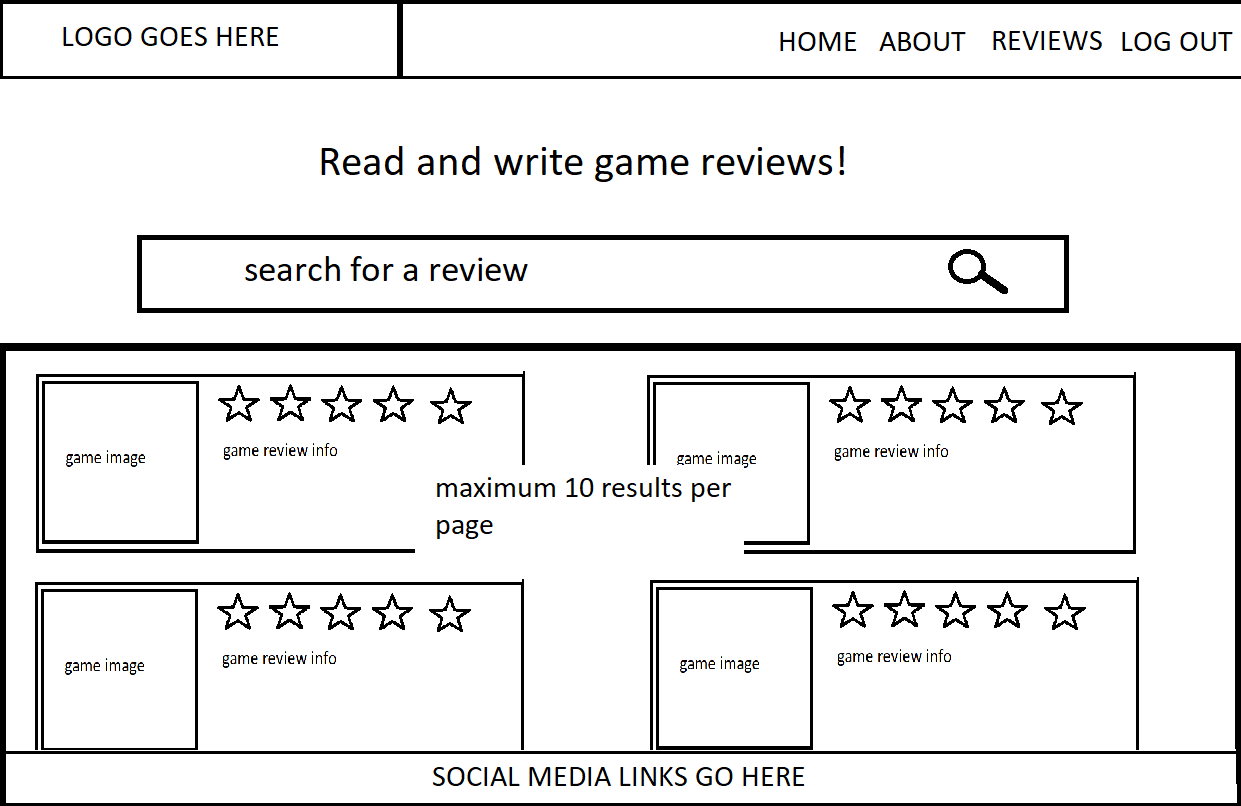 LOGO GOES HERE
HOME ABOUT REVIEWS LOG OUT
Read and write game reviews!
search for a review
game image
game review info
game image
game review info
maximum 10 results per
page
game image
game review info
game image
game review info
SOCIAL MEDIA LINKS GO HERE